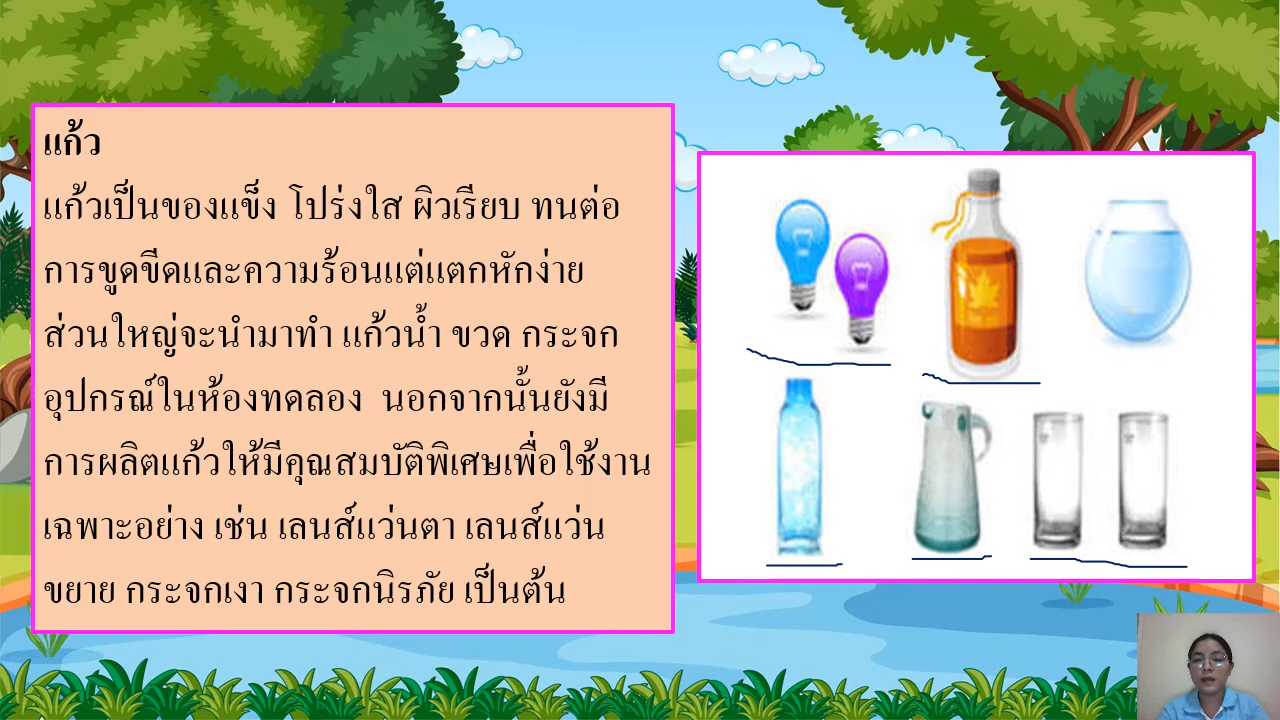 แก้ว
แก้วเป็นของแข็ง โปร่งใส ผิวเรียบ ทนต่อ
การขูดขีดและความร้อนแต่แตกหักง่าย
ส่วนใหญ่จะนำมาทำ แก้วน้ำ ขวด กระจก
อุปกรณ์ในห้องทดลอง นอกจากนั้นยังมี
การผลิตแก้วให้มีคุณสมบัติพิเศษเพื่อใช้งาน
เฉพาะอย่าง เช่น เลนส์แว่นตา เลนส์แว่น
ขยาย กระจกเงา กระจกนิรภัย เป็นต้น